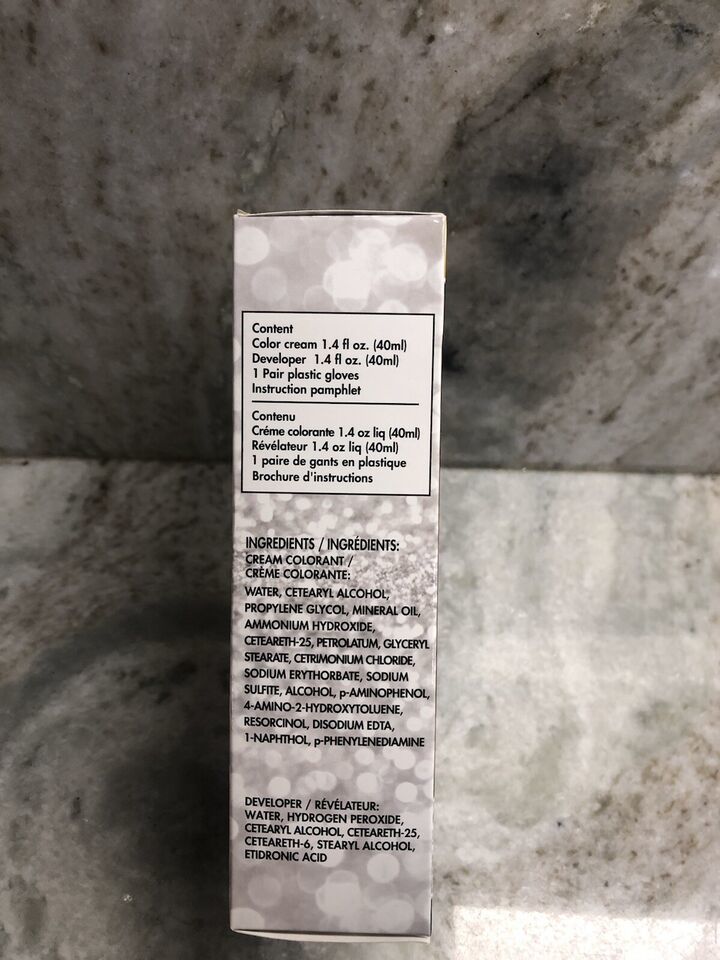 Content
Color cream 1.4 fl oz. (40ml)
Developer 1.4 fl oz. (40ml)
1 Pair plastic gloves
Instruction pamphlet
Contenu
Créme colorante 1.4 oz liq (40ml)
Révélateur 1.4 oz liq (40ml)
1 paire de gants en plastique
Brochure d'instructions
INGREDIENTS / INGRÉDIENTS:
CREAM COLORANT /
CRÈME COLORANTE:
WATER, CETEARYL ALCOHOL,
PROPYLENE GLYCOL, MINERAL OIL,
AMMONIUM HYDROXIDE,
CETEARETH-25, PETROLATUM, GLYCERYL
STEARATE, CETRIMONIUM CHLORIDE,
SODIUM ERYTHORBATE, SODIUM
SULFITE, ALCOHOL, p-AMINOPHENOL,
4-AMINO-2-HYDROXYTOLUENE,
RESORCINOL, DISODIUM EDTA,
1-NAPHTHOL, p-PHENYLENEDIAMINE
DEVELOPER / RÉVÉLATEUR:
WATER, HYDROGEN PEROXIDE,
CETEARYL ALCOHOL, CETEARETH-25,
CETEARETH-6, STEARYL ALCOHOL,
ETIDRONIC ACID